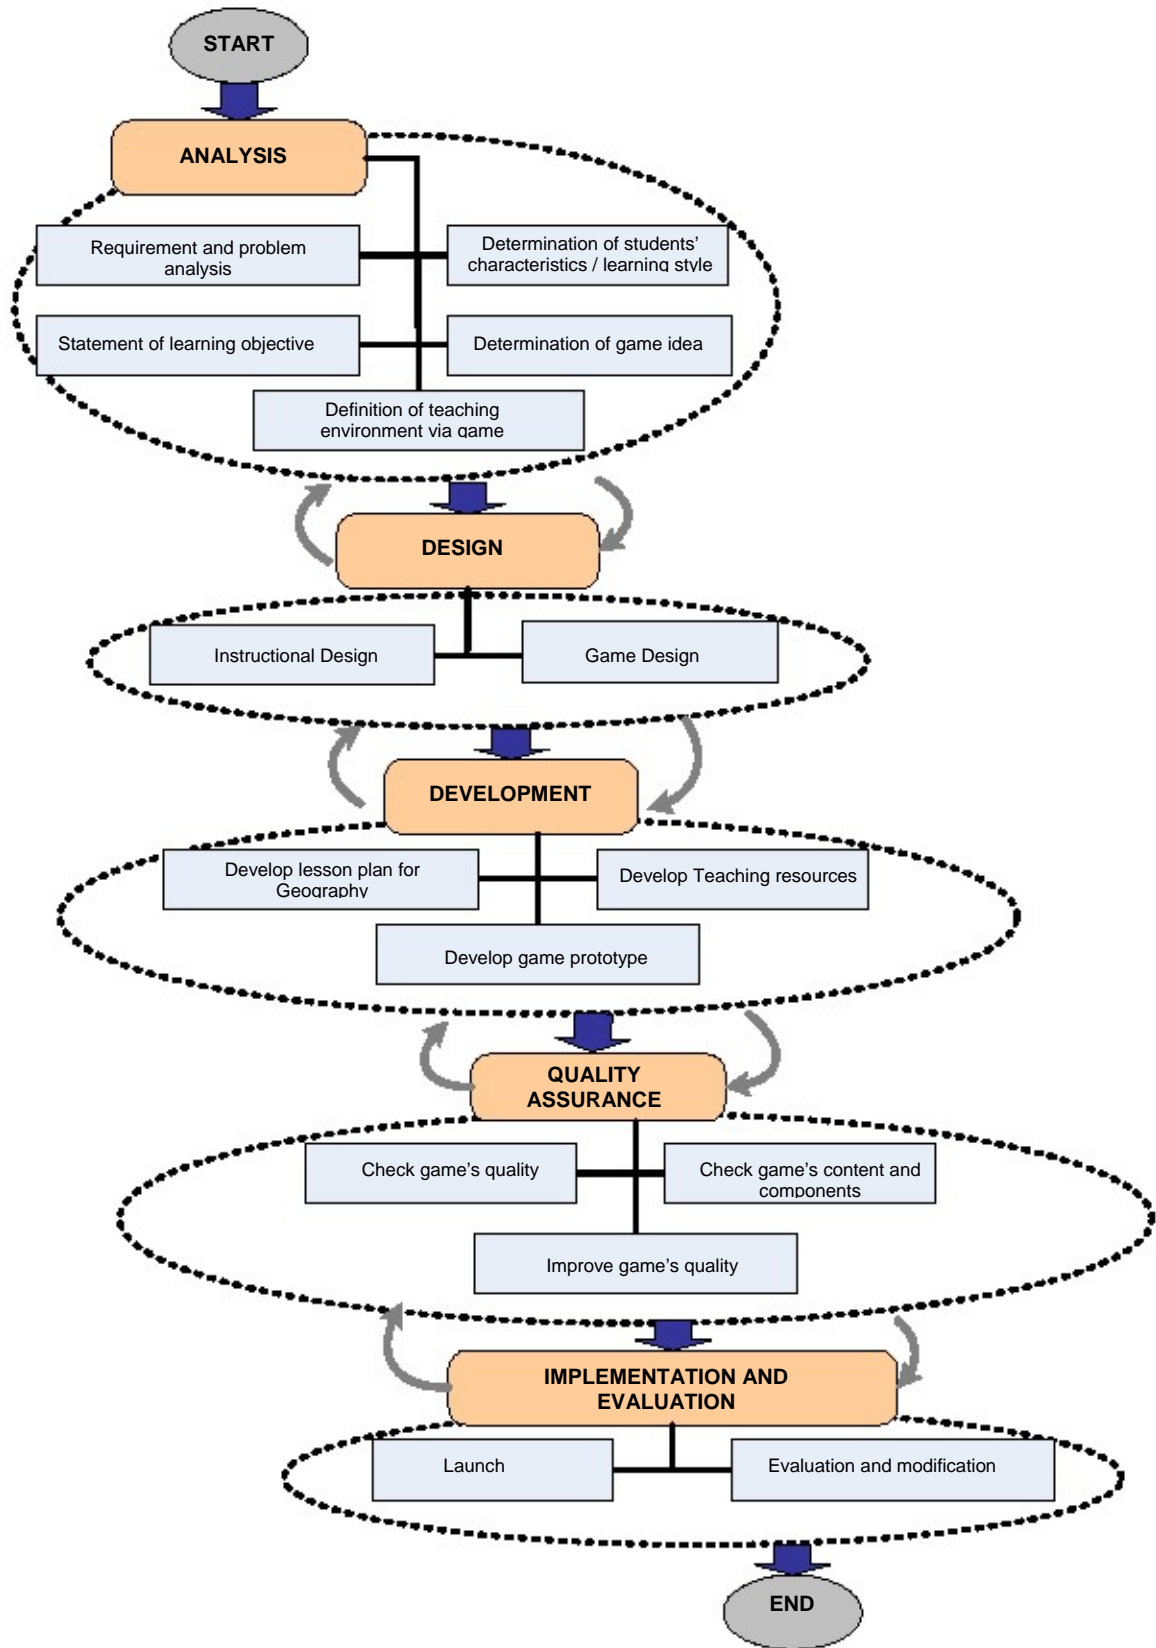 START
ANALYSIS
Requirement and problem
analysis
Determination of students’
characteristics / learning style
Statement of learning objective
Determination of game idea
Definition of teaching
environment via game
DESIGN
Instructional Design
Game Design
DEVELOPMENT
Develop lesson plan for
Geography
Develop Teaching resources
Develop game prototype
QUALITY
ASSURANCE
Check game’s quality
Check game’s content and
components
Improve game’s quality
IMPLEMENTATION AND
EVALUATION
Launch
Evaluation and modification
END